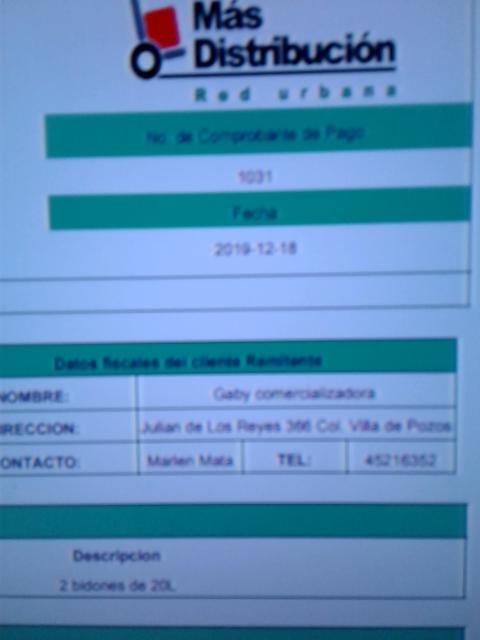 Más
Distribución
Red urbana
No. de Comprobante de Pago
1031
Fecha
2019-12-18
Datos fiscales del cliente Remitente
NOMBRE: Gaby comercializadora
IRECCION: Julian de Los Reyes 366 Col. Villa de Pozos
ONTACTO: Marlen Mata TEL: 45216352
Descripcion
2 bidones de 20L